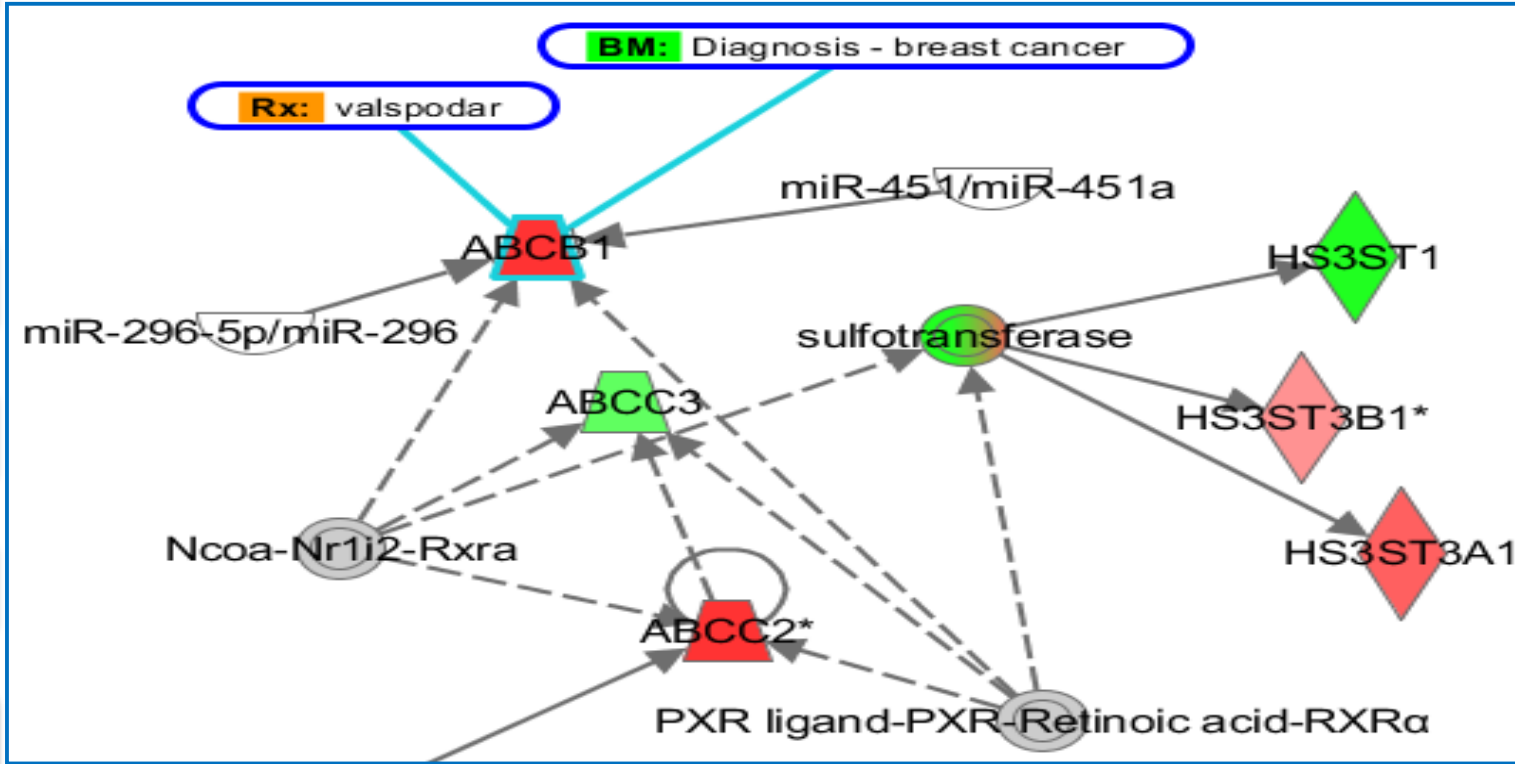 BM: Diagnosis - breast cancer
Rx: valspodar
miR-451/miR-451a
ABCB1
HS3ST1
miR-296-5p/miR-296
sulfotransferase
ABCC3
HS3ST3B1*
Ncoa-Nr1i2-Rxra
HS3ST3A1
ABCC2*
PXR ligand-PXR-Retinoic acid-RXRα